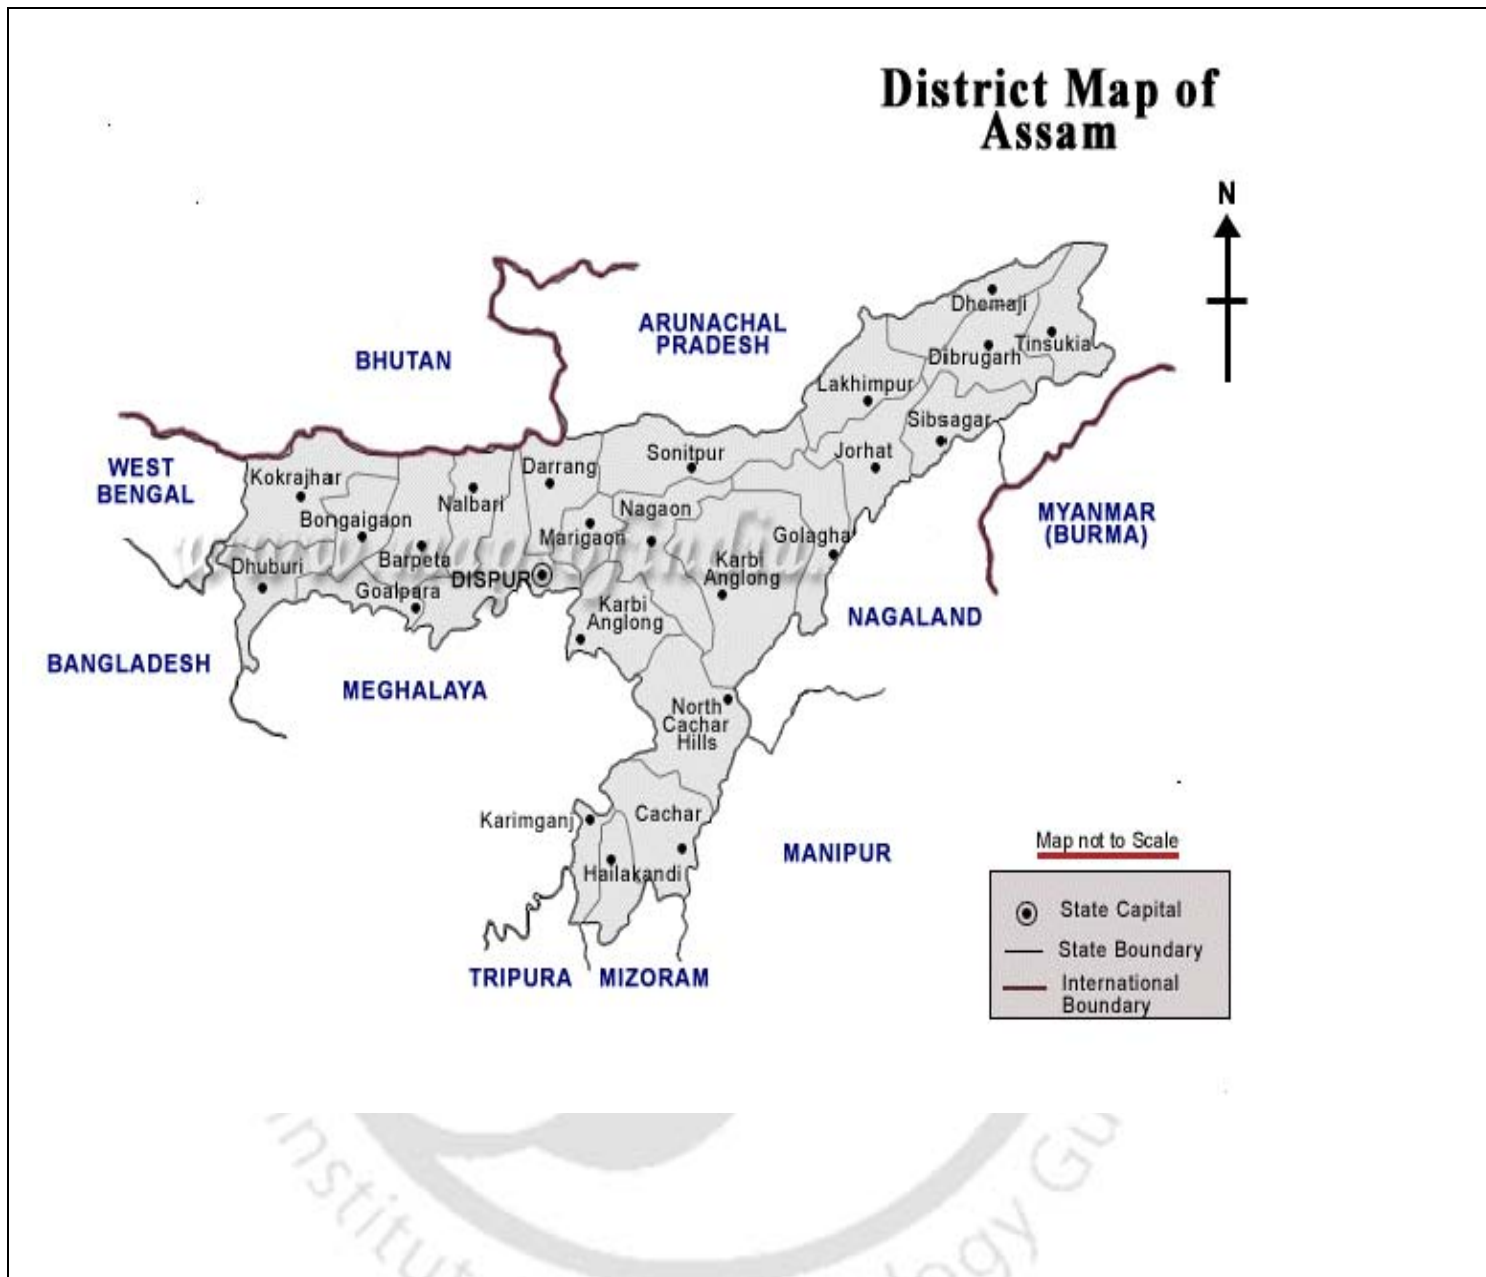 District Map of
Assam
N
ARUNACHAL
PRADESH
BHUTAN
Dhemaji
Tinsukia
Dibrugarh
Lakhimpur
Sibsagar
Jorhat
Sonitpur
Darrang
WEST
BENGAL
Kokrajhar
Nalbari
Nagaon
Bongaigaon
Marigaon
Golagha
MYANMAR
(BURMA)
Barpeta
Dhuburi
DISPUR
Karbi
Anglong
Goalpara
Karbi
Anglong
NAGALAND
BANGLADESH
MEGHALAYA
North
Cachar
Hills
Karimganj
Cachar
Hailakandi
MANIPUR
TRIPURA
MIZORAM
Map not to Scale
State Capital
State Boundary
International
Boundary